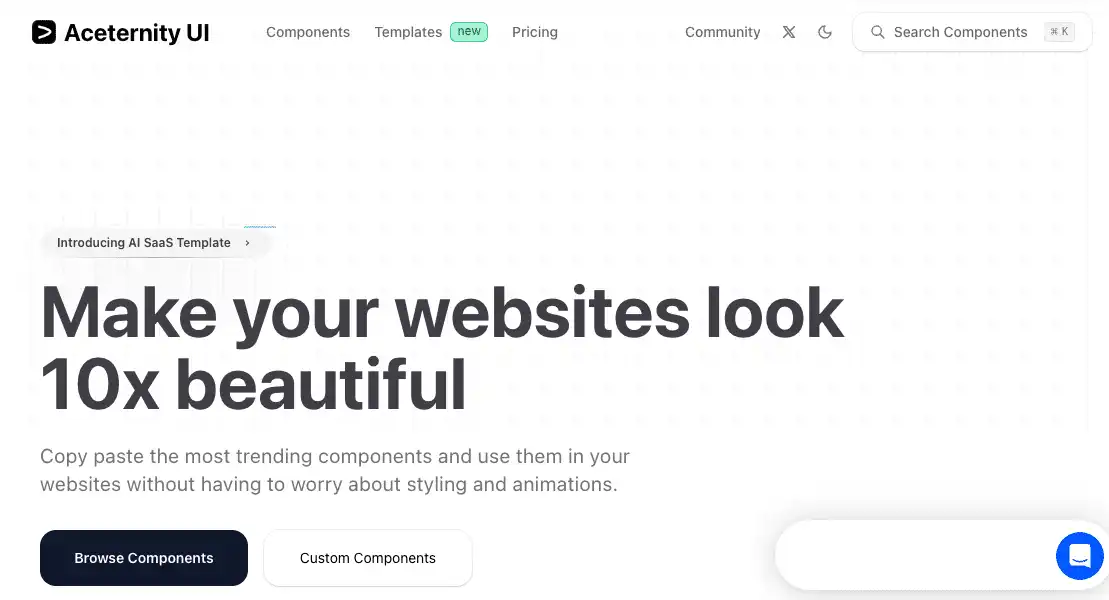 Aceternity UI
Components
Templates new
Pricing
Community
Search Components ⌘ K
Introducing AI SaaS Template ›
Make your websites look
10x beautiful
Copy paste the most trending components and use them in your
websites without having to worry about styling and animations.
Browse Components
Custom Components